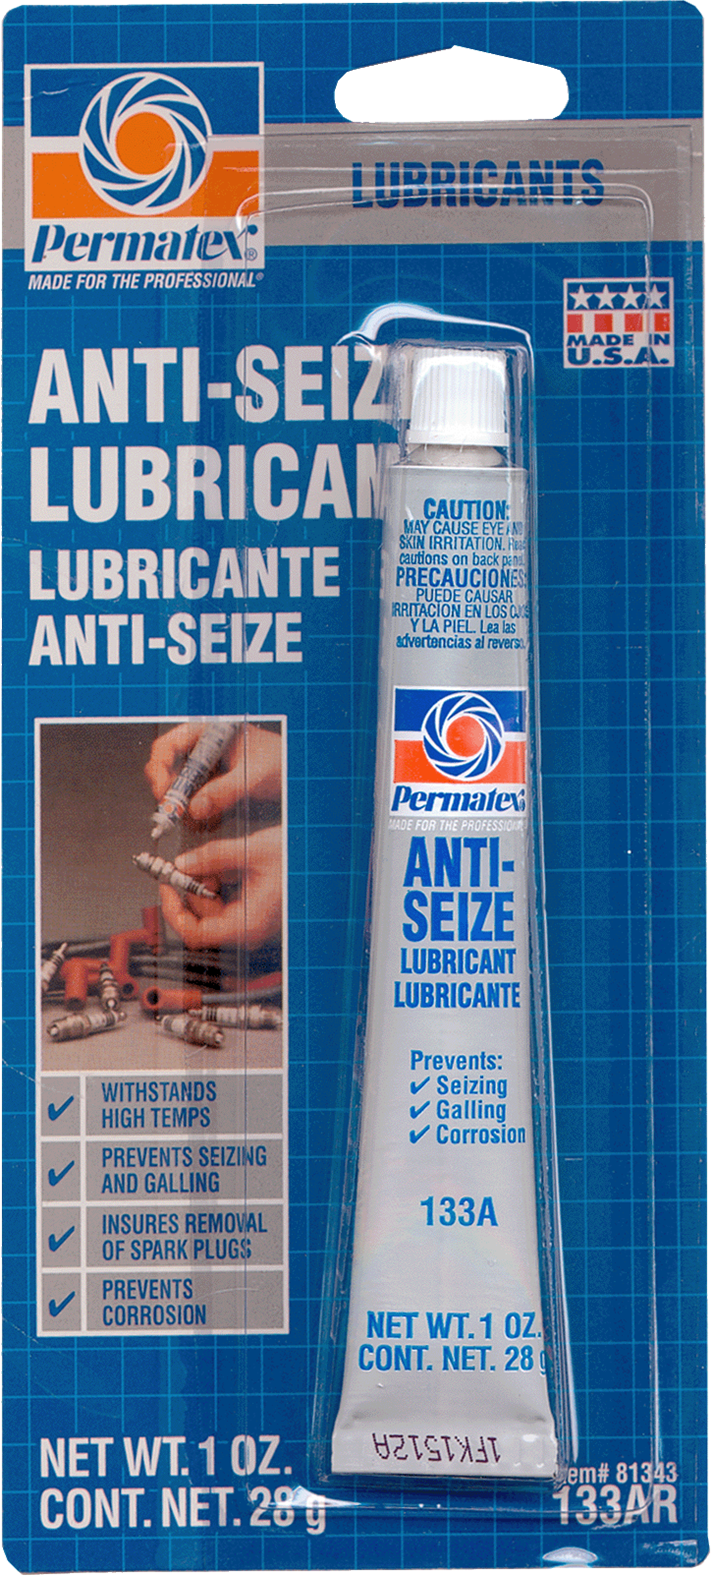 LUBRICANTS
Permatex®
MADE FOR THE PROFESSIONAL®
MADE IN
U.S.A.
ANTI-SEIZ
LUBRICAN
LUBRICANTE
ANTI-SEIZE
WITHSTANDS
HIGH TEMPS
PREVENTS SEIZING
AND GALLING
INSURES REMOVAL
OF SPARK PLUGS
PREVENTS
CORROSION
NET WT. 1 OZ.
CONT. NET. 28 g
CAUTION:
MAY CAUSE EYE AND
SKIN IRRITATION. Read
cautions on back panel.
PRECAUCIONES:
PUEDE CAUSAR
IRRITACION EN LOS OJOS
Y LA PIEL. Lea las
advertencias al reverso.
Permatex
MADE FOR THE PROFESSIONAL
ANTI-
SEIZE
LUBRICANT
LUBRICANTE
Prevents:
✓ Seizing
✓ Galling
✓ Corrosion
133A
NET WT. 1 OZ.
CONT. NET. 28 g
1FK1512A
Item# 81343
133AR